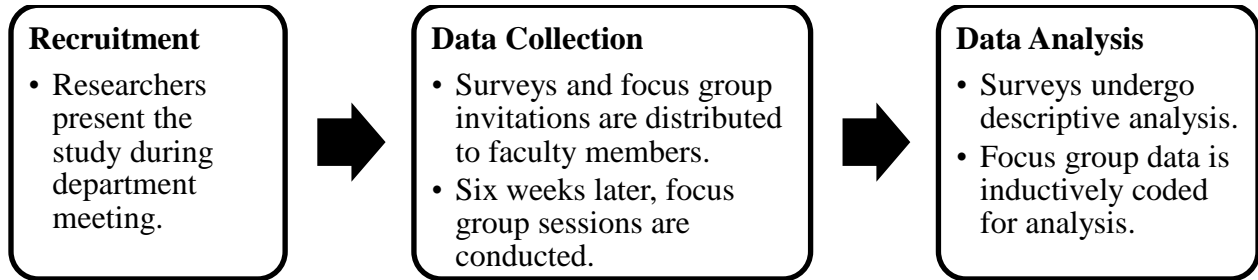 Recruitment
• Researchers
present the
study during
department
meeting.
Data Collection
• Surveys and focus group
invitations are distributed
to faculty members.
• Six weeks later, focus
group sessions are
conducted.
Data Analysis
• Surveys undergo
descriptive analysis.
• Focus group data is
inductively coded
for analysis.